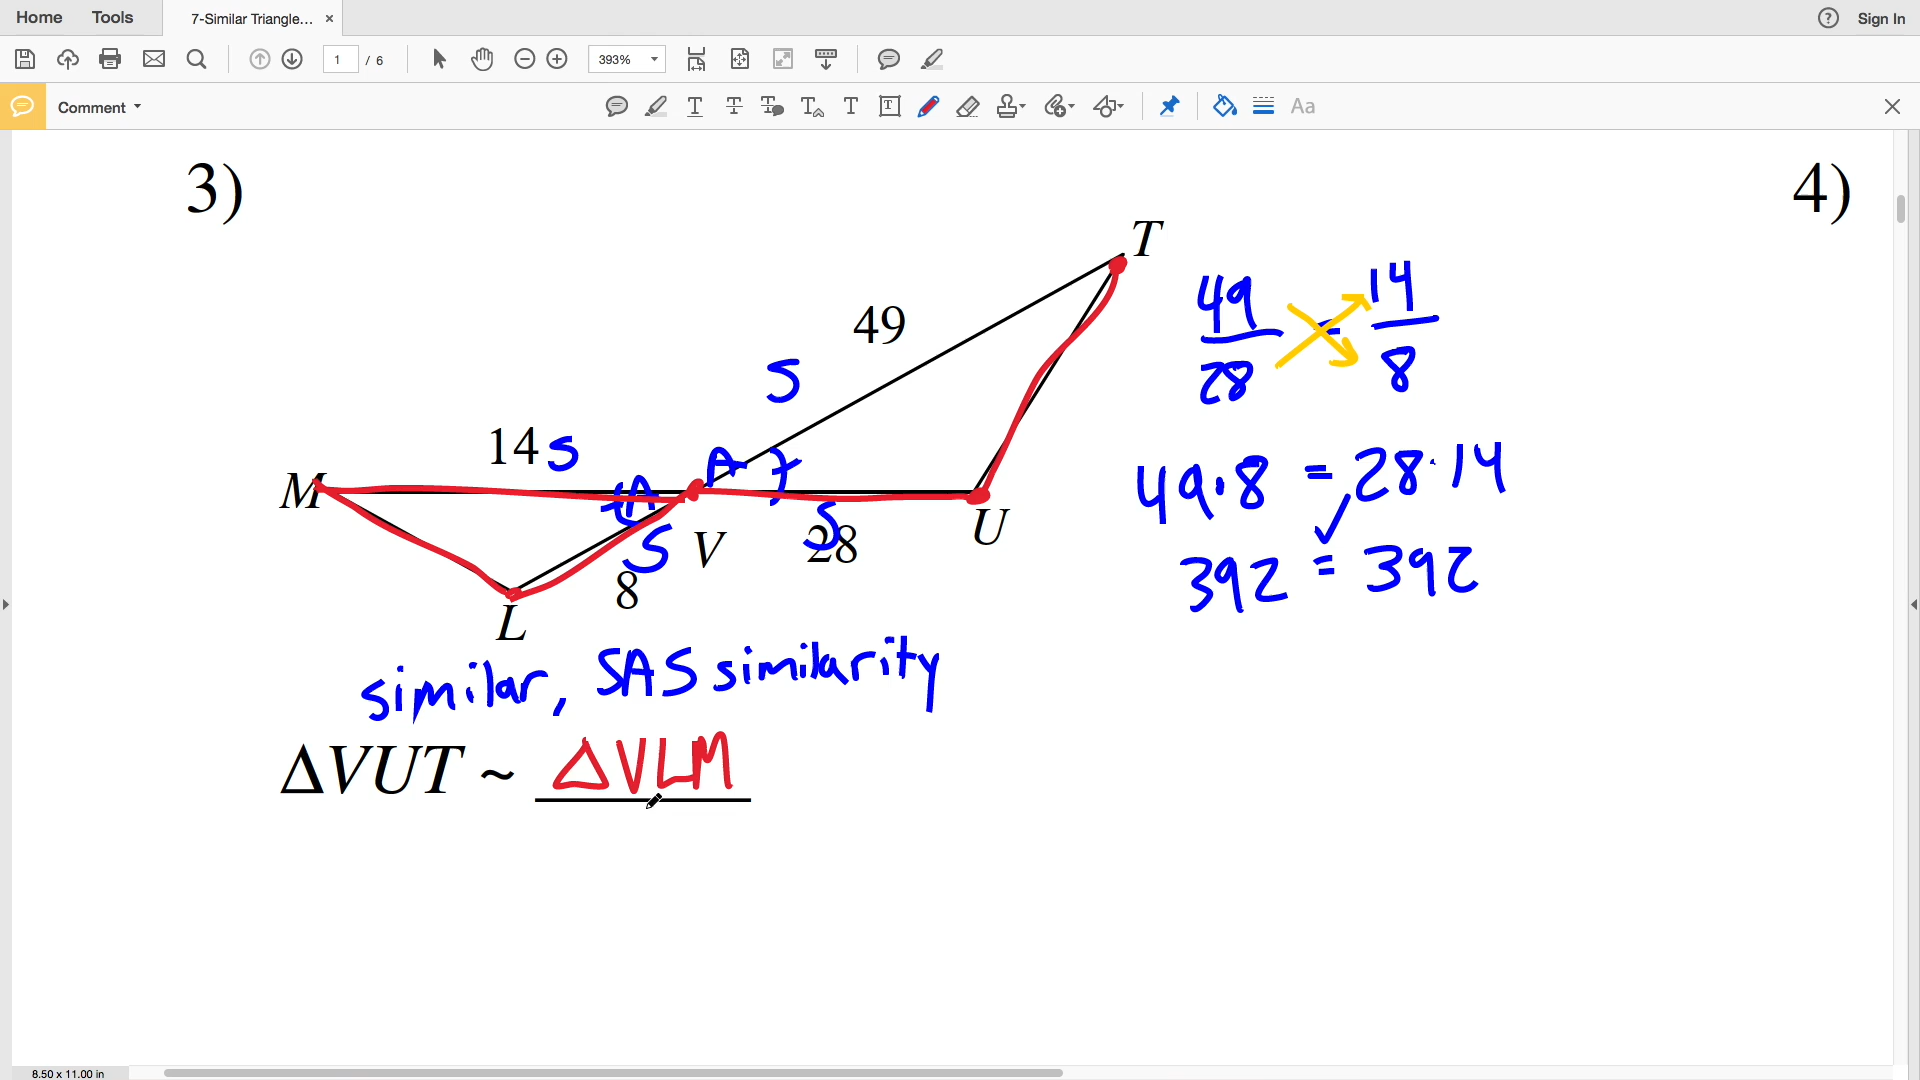 Home Tools 7-Similar Triangle... × ? Sign In
1 / 6 393%
Comment T T T T T T Aa
3) 4)
T
49 49/28 = 14/8
S
14 S
A
M A 49·8 = 28·14
S V S 28 U
8 392 = 392
L
similar, SAS similarity
ΔVUT ~ ΔVLM
8.50 x 11.00 in